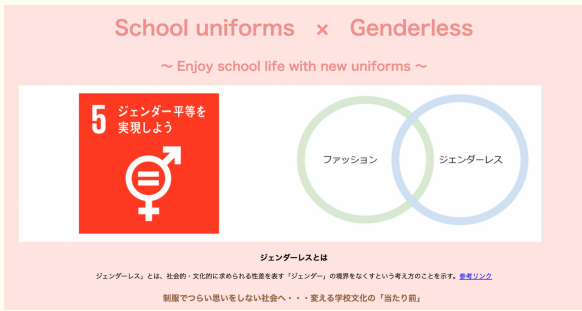 School uniforms × Genderless
～ Enjoy school life with new uniforms ～
5 ジェンダー平等を
実現しよう
ファッション
ジェンダーレス
ジェンダーレスとは
ジェンダーレス」とは、社会的・文化的に求められる性差を表す「ジェンダー」の境界をなくすという考え方のことを示す。参考リンク
制服でつらい思いをしない社会へ・・・変える学校文化の「当たり前」